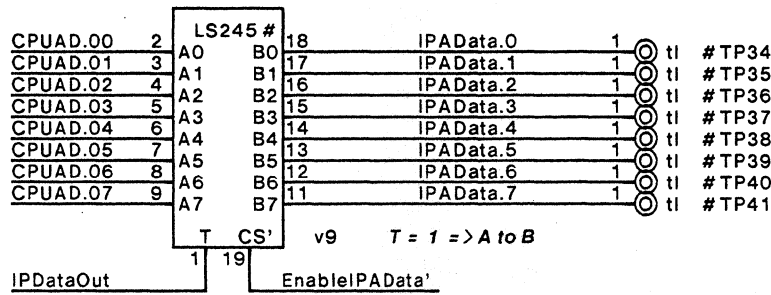 LS245 #
CPUAD.00 2 A0 B0 18 IPAData.0 1 tl #TP34
CPUAD.01 3 A1 B1 17 IPAData.1 1 tl #TP35
CPUAD.02 4 A2 B2 16 IPAData.2 1 tl #TP36
CPUAD.03 5 A3 B3 15 IPAData.3 1 tl #TP37
CPUAD.04 6 A4 B4 14 IPAData.4 1 tl #TP38
CPUAD.05 7 A5 B5 13 IPAData.5 1 tl #TP39
CPUAD.06 8 A6 B6 12 IPAData.6 1 tl #TP40
CPUAD.07 9 A7 B7 11 IPAData.7 1 tl #TP41
T CS' v9 T = 1 => A to B
1 19
IPDataOut EnableIPAData'